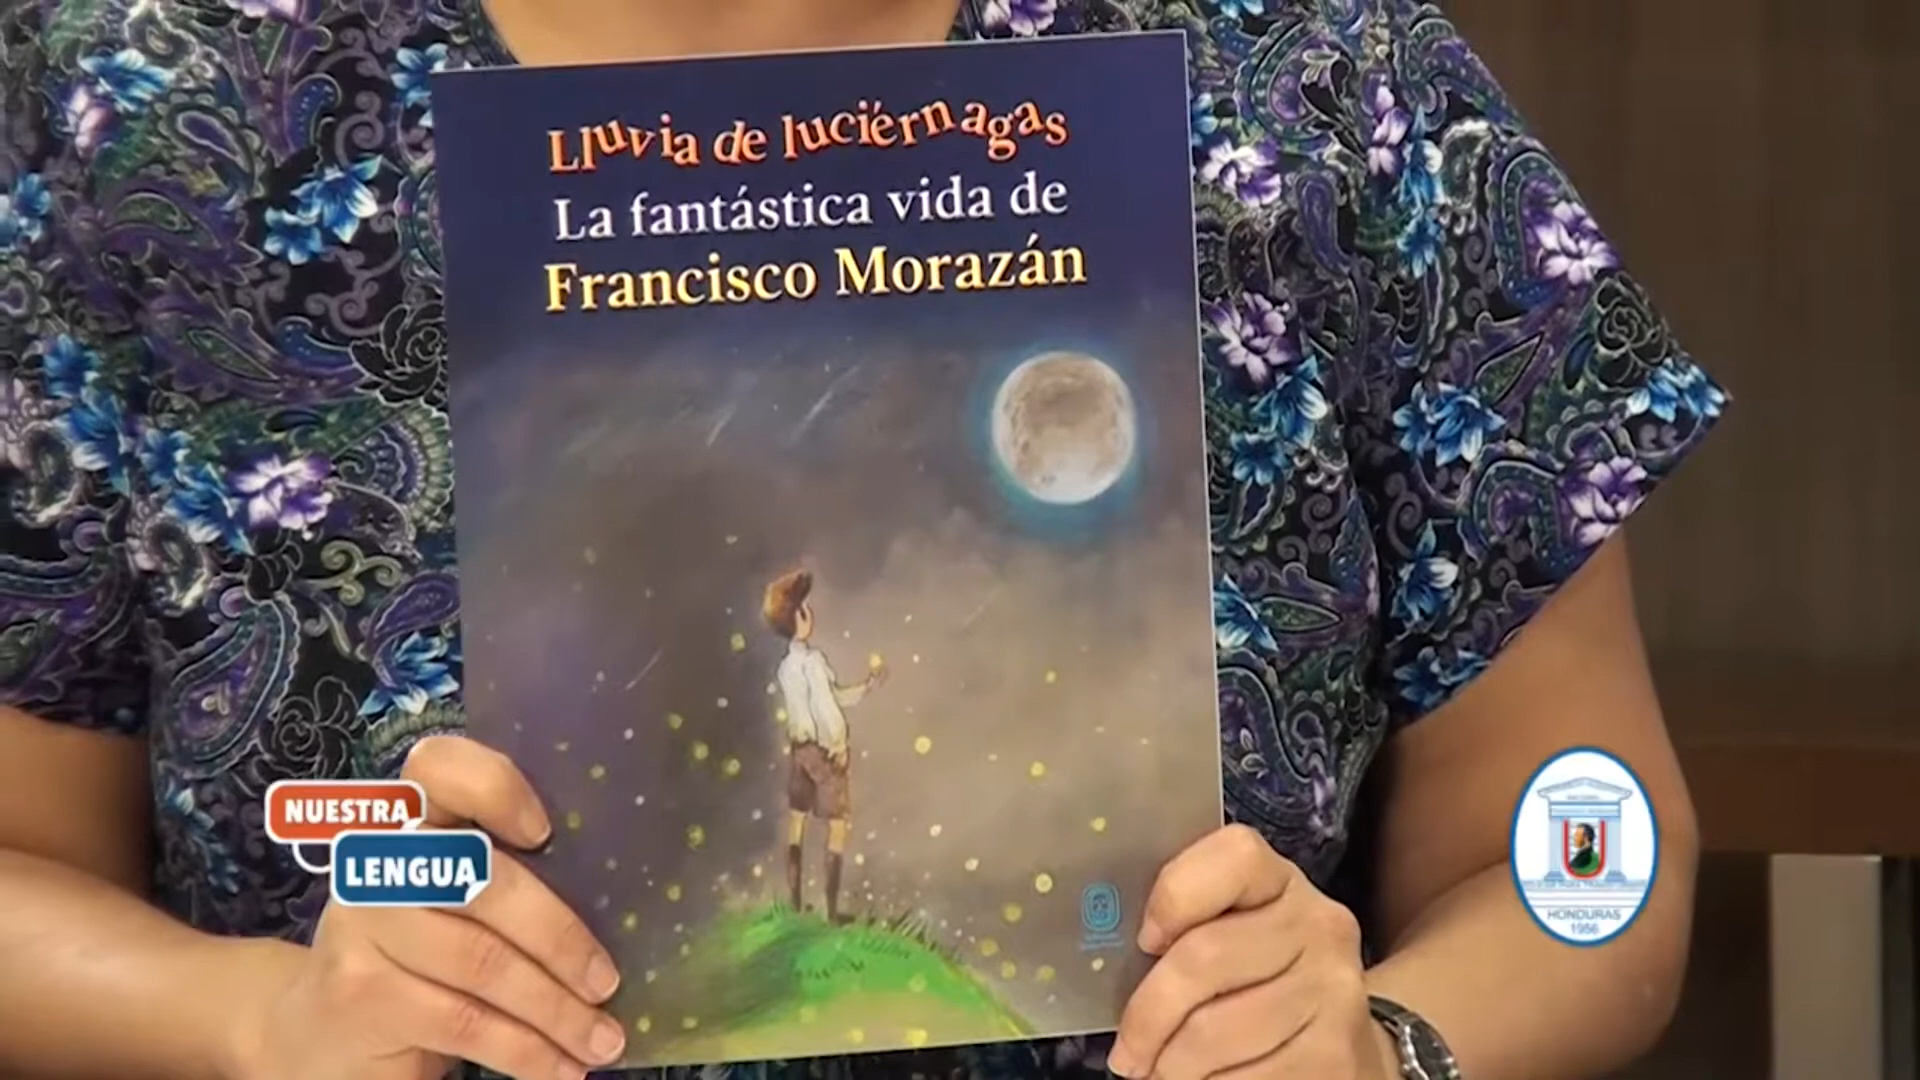 Lluvia de luciérnagas
La fantástica vida de
Francisco Morazán
NUESTRA
LENGUA
HONDURAS
1956